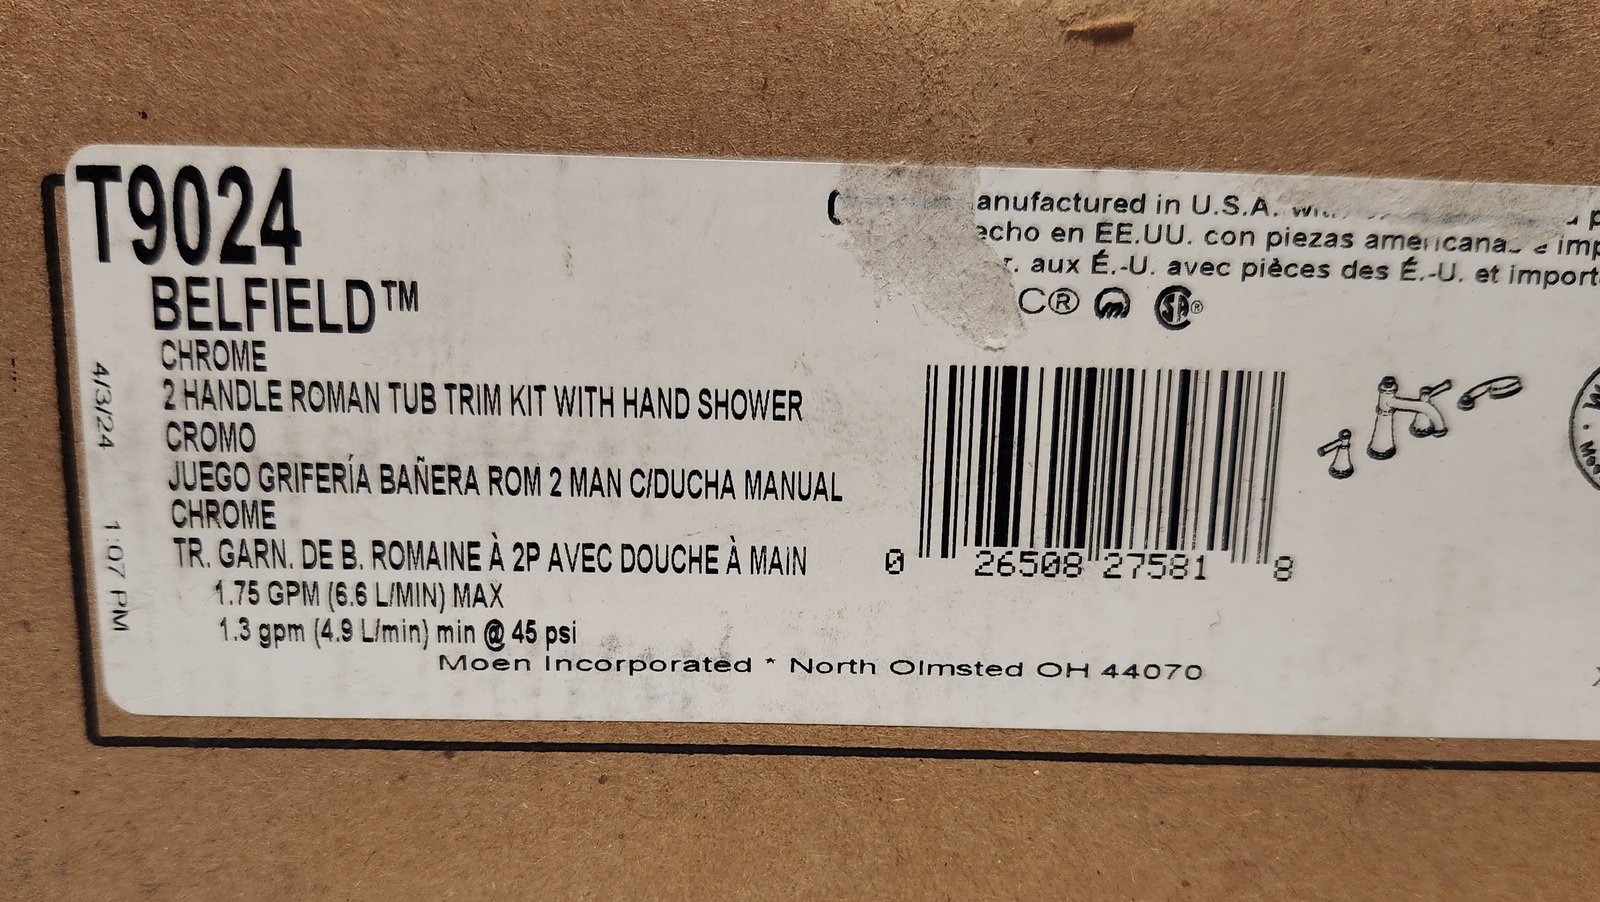 T9024
BELFIELD™
CHROME
2 HANDLE ROMAN TUB TRIM KIT WITH HAND SHOWER
CROMO
JUEGO GRIFERÍA BAÑERA ROM 2 MAN C/DUCHA MANUAL
CHROME
TR. GARN. DE B. ROMAINE À 2P AVEC DOUCHE À MAIN
1.75 GPM (6.6 L/MIN) MAX
1.3 gpm (4.9 L/min) min @ 45 psi
Moen Incorporated * North Olmsted OH 44070
4/3/24 1:07 PM
anufactured in U.S.A.
echo en EE.UU. con piezas americanas e imp
r. aux É.-U. avec pièces des É.-U. et import
C®
SA®
0 26508 27581 8